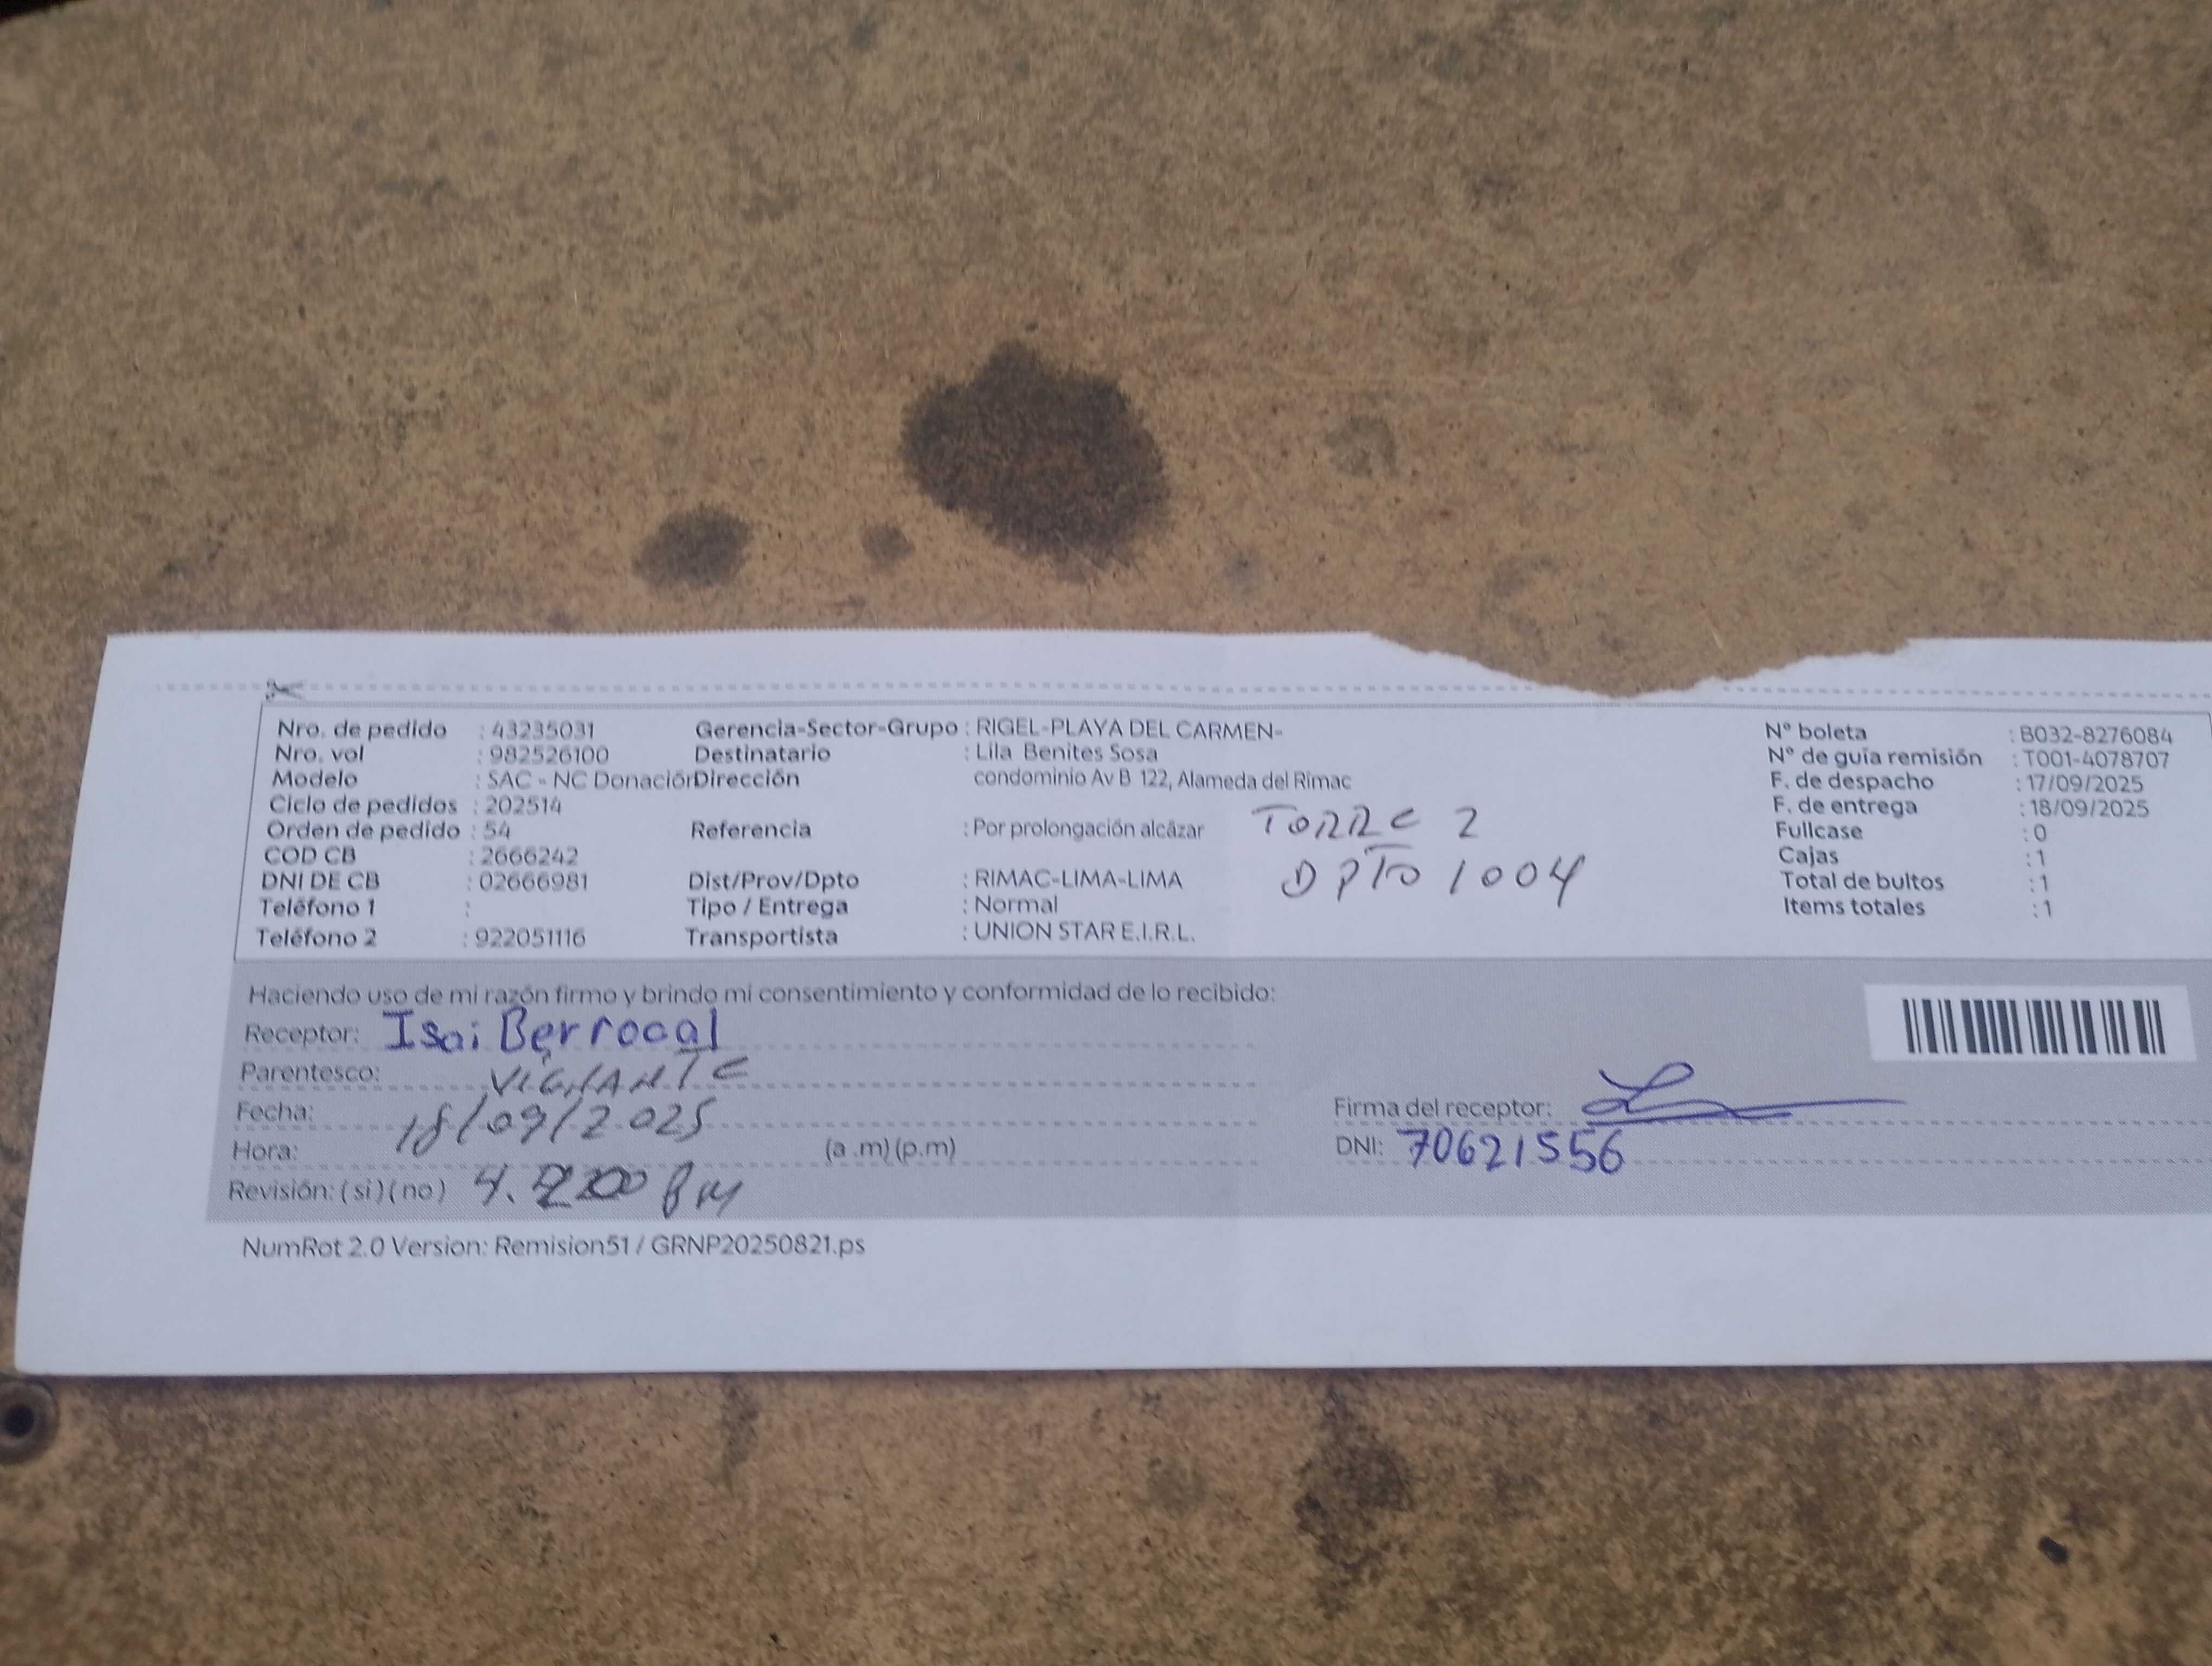 Nro. de pedido : 43235031 Gerencia-Sector-Grupo : RIGEL-PLAYA DEL CARMEN- N° boleta : B032-8276084
Nro. vol : 982526100 Destinatario : Lila Benites Sosa N° de guía remisión : T001-4078707
Modelo : SAC - NC Donación Dirección condominio Av B 122, Alameda del Rimac F. de despacho : 17/09/2025
Ciclo de pedidos : 202514 F. de entrega : 18/09/2025
Orden de pedido : 54 Referencia : Por prolongación alcázar TORRE 2 Fullcase : 0
COD CB : 2666242 Cajas : 1
DNI DE CB : 02666981 Dist/Prov/Dpto : RIMAC-LIMA-LIMA DPTO 1004 Total de bultos : 1
Teléfono 1 : Tipo / Entrega : Normal Items totales : 1
Teléfono 2 : 922051116 Transportista : UNION STAR E.I.R.L.
Haciendo uso de mi razón firmo y brindo mi consentimiento y conformidad de lo recibido:
Receptor: Isai Berrocal
Parentesco: VIGILANTE
Fecha: 18/09/2025 Firma del receptor:
Hora: (a .m) (p.m) DNI: 70621556
Revisión: ( si ) ( no ) PM
NumRot 2.0 Version: Remision51 / GRNP20250821.ps